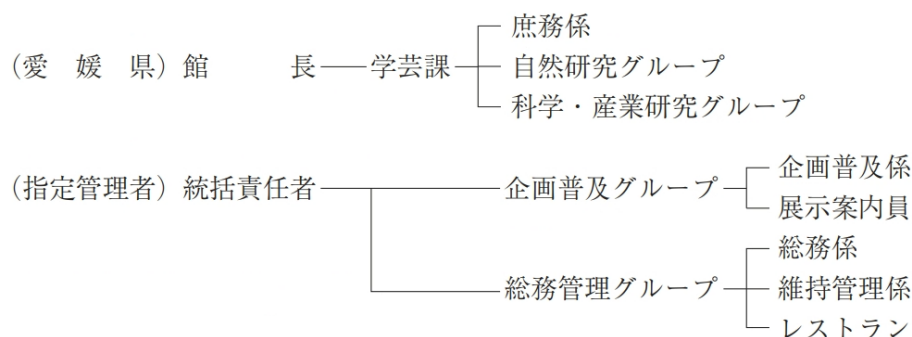 庶務係
（愛　媛　県）館　　　長 学芸課 自然研究グループ
科学・産業研究グループ
企画普及係
（指定管理者）統括責任者 企画普及グループ
展示案内員
総務係
総務管理グループ 維持管理係
レストラン